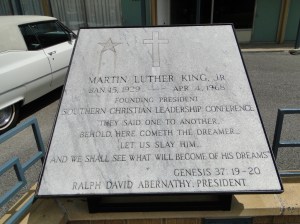 MARTIN LUTHER KING, JR.
JAN. 15, 1929 — APR. 4, 1968
FOUNDING PRESIDENT
SOUTHERN CHRISTIAN LEADERSHIP CONFERENCE
THEY SAID ONE TO ANOTHER,
BEHOLD, HERE COMETH THE DREAMER...
LET US SLAY HIM...
AND WE SHALL SEE WHAT WILL BECOME OF HIS DREAMS.
GENESIS 37: 19-20
RALPH DAVID ABERNATHY: PRESIDENT